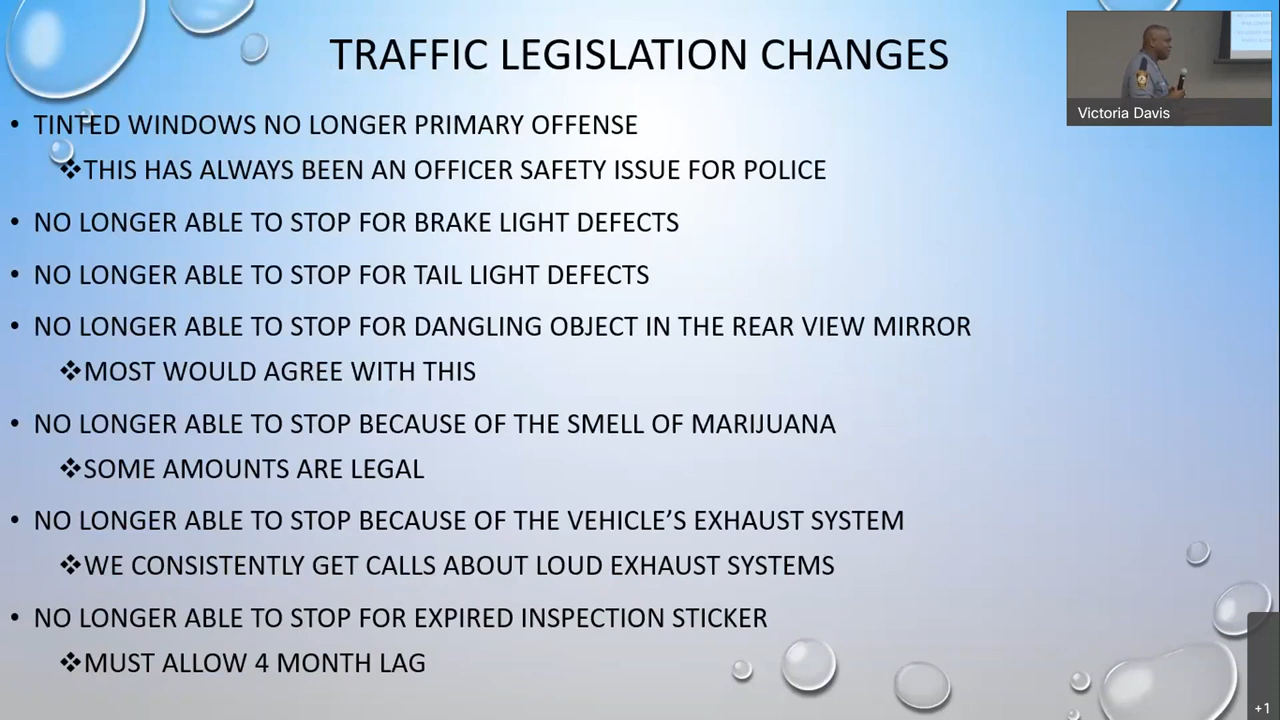 TRAFFIC LEGISLATION CHANGES
Victoria Davis
• TINTED WINDOWS NO LONGER PRIMARY OFFENSE
❖THIS HAS ALWAYS BEEN AN OFFICER SAFETY ISSUE FOR POLICE
• NO LONGER ABLE TO STOP FOR BRAKE LIGHT DEFECTS
• NO LONGER ABLE TO STOP FOR TAIL LIGHT DEFECTS
• NO LONGER ABLE TO STOP FOR DANGLING OBJECT IN THE REAR VIEW MIRROR
❖MOST WOULD AGREE WITH THIS
• NO LONGER ABLE TO STOP BECAUSE OF THE SMELL OF MARIJUANA
❖SOME AMOUNTS ARE LEGAL
• NO LONGER ABLE TO STOP BECAUSE OF THE VEHICLE’S EXHAUST SYSTEM
❖WE CONSISTENTLY GET CALLS ABOUT LOUD EXHAUST SYSTEMS
• NO LONGER ABLE TO STOP FOR EXPIRED INSPECTION STICKER
❖MUST ALLOW 4 MONTH LAG
+1